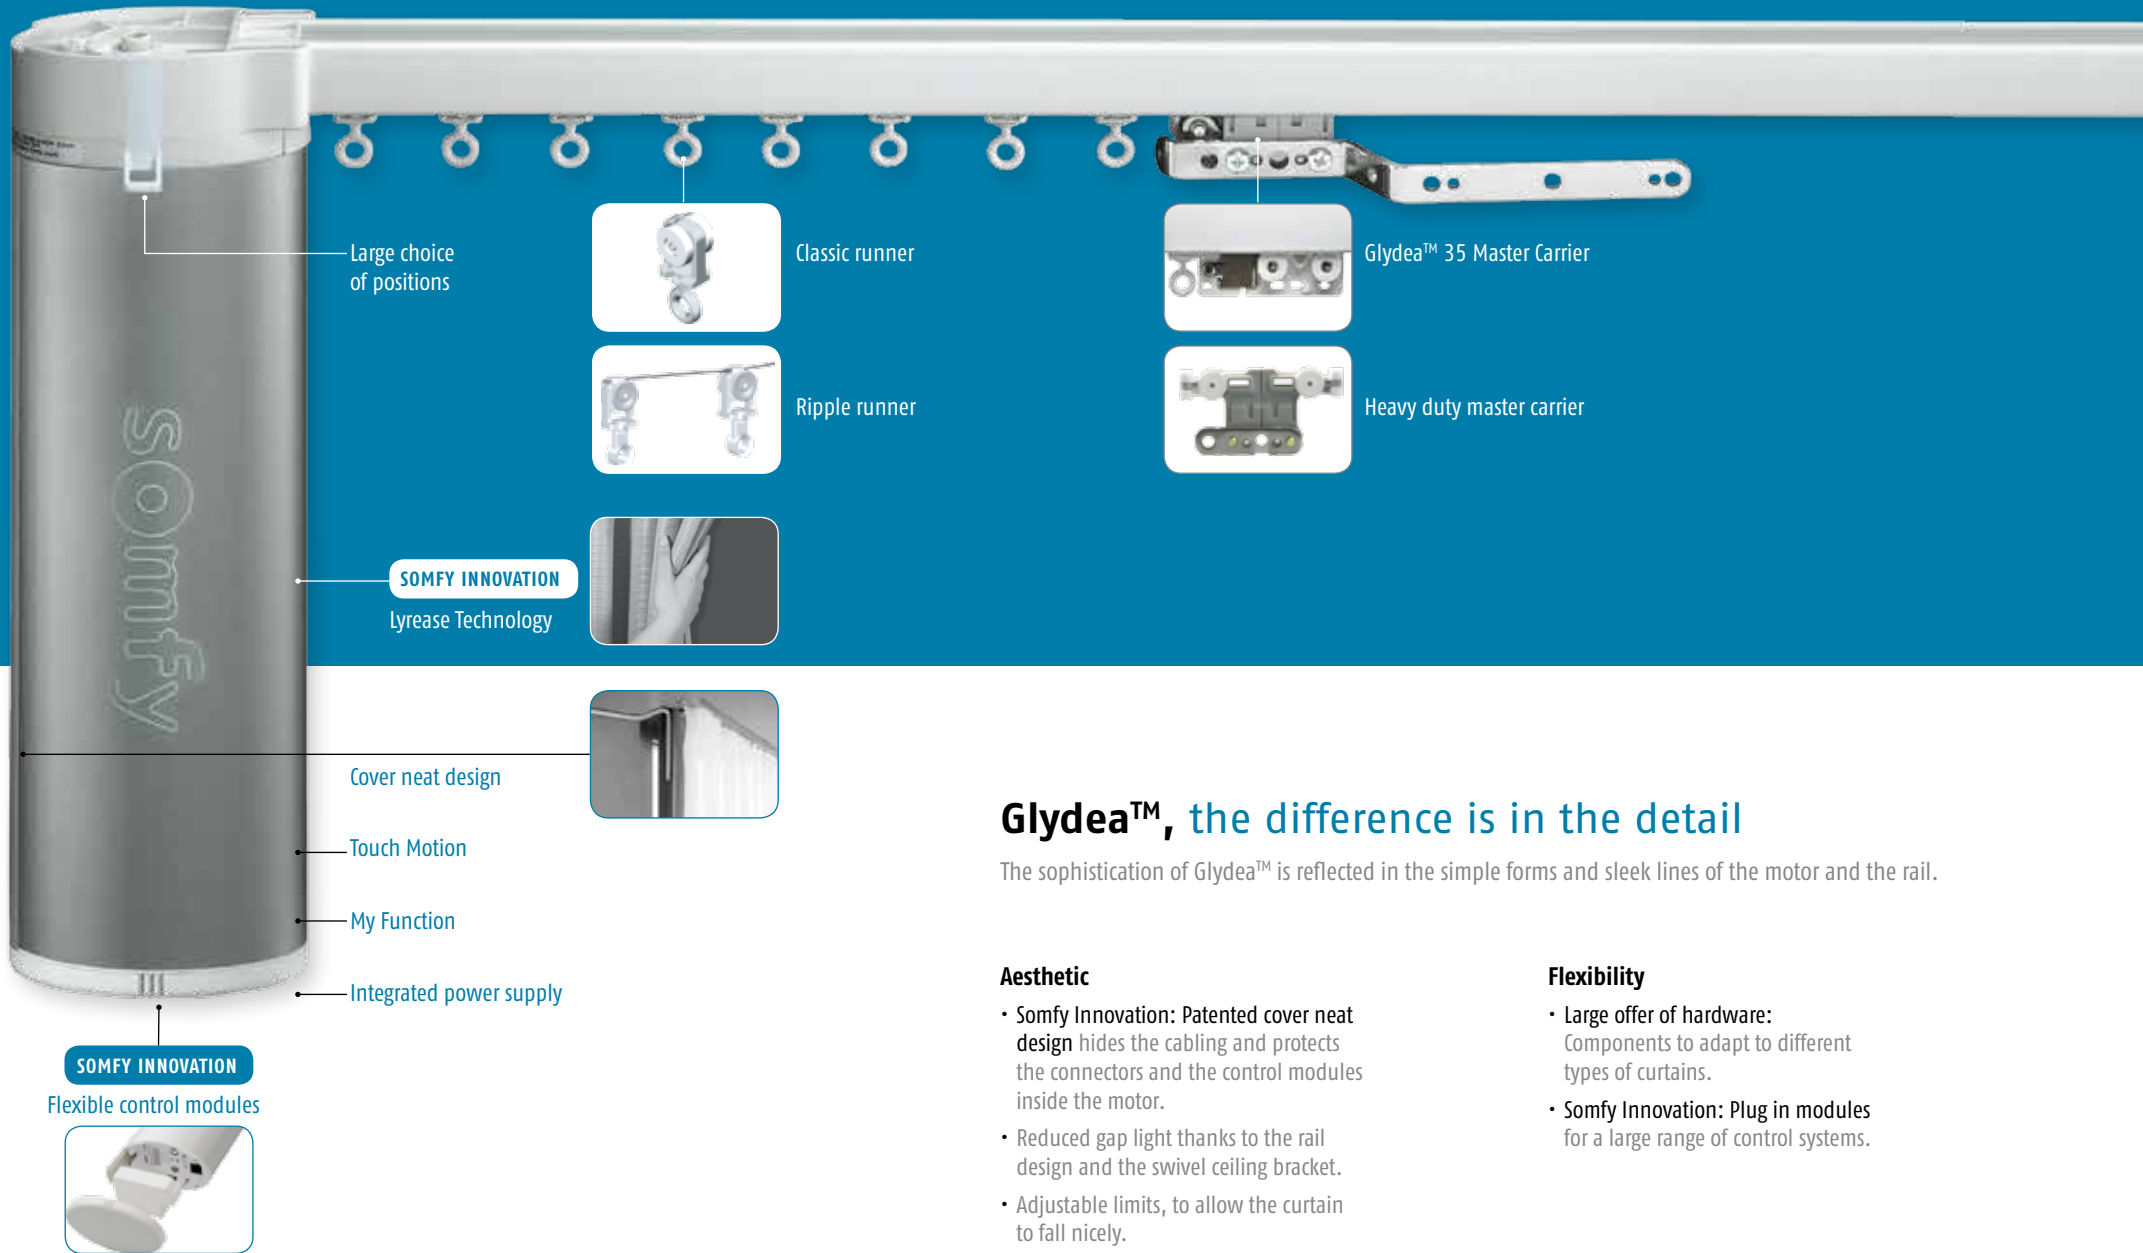 Large choice
of positions
Classic runner
Glydea™ 35 Master Carrier
Ripple runner
Heavy duty master carrier
somfy
SOMFY INNOVATION
Lyrease Technology
Cover neat design
Touch Motion
My Function
Integrated power supply
SOMFY INNOVATION
Flexible control modules
Glydea™, the difference is in the detail
The sophistication of Glydea™ is reflected in the simple forms and sleek lines of the motor and the rail.
Aesthetic
• Somfy Innovation: Patented cover neat
design hides the cabling and protects
the connectors and the control modules
inside the motor.
• Reduced gap light thanks to the rail
design and the swivel ceiling bracket.
• Adjustable limits, to allow the curtain
to fall nicely.
Flexibility
• Large offer of hardware:
Components to adapt to different
types of curtains.
• Somfy Innovation: Plug in modules
for a large range of control systems.